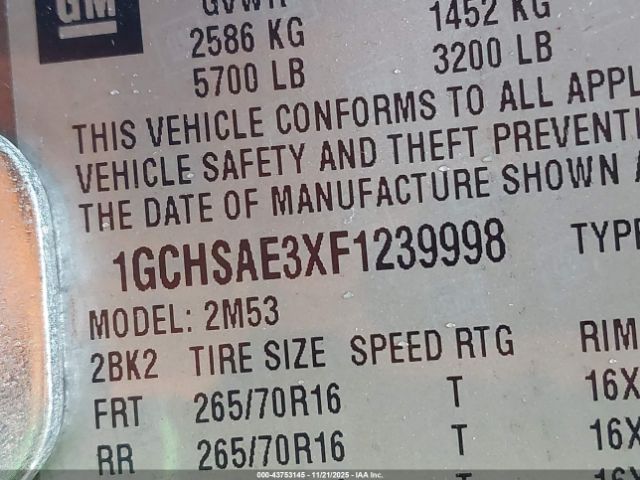 GM
GVWR 1452 KG
2586 KG 3200 LB
5700 LB
THIS VEHICLE CONFORMS TO ALL APPL
VEHICLE SAFETY AND THEFT PREVENTI
THE DATE OF MANUFACTURE SHOWN A
1GCHSAE3XF1239998 TYPE
MODEL: 2M53
2BK2 TIRE SIZE SPEED RTG RIM
FRT 265/70R16 T 16X
RR 265/70R16 T 16X
T 16X
000-43753145 - 11/21/2025 - IAA Inc.